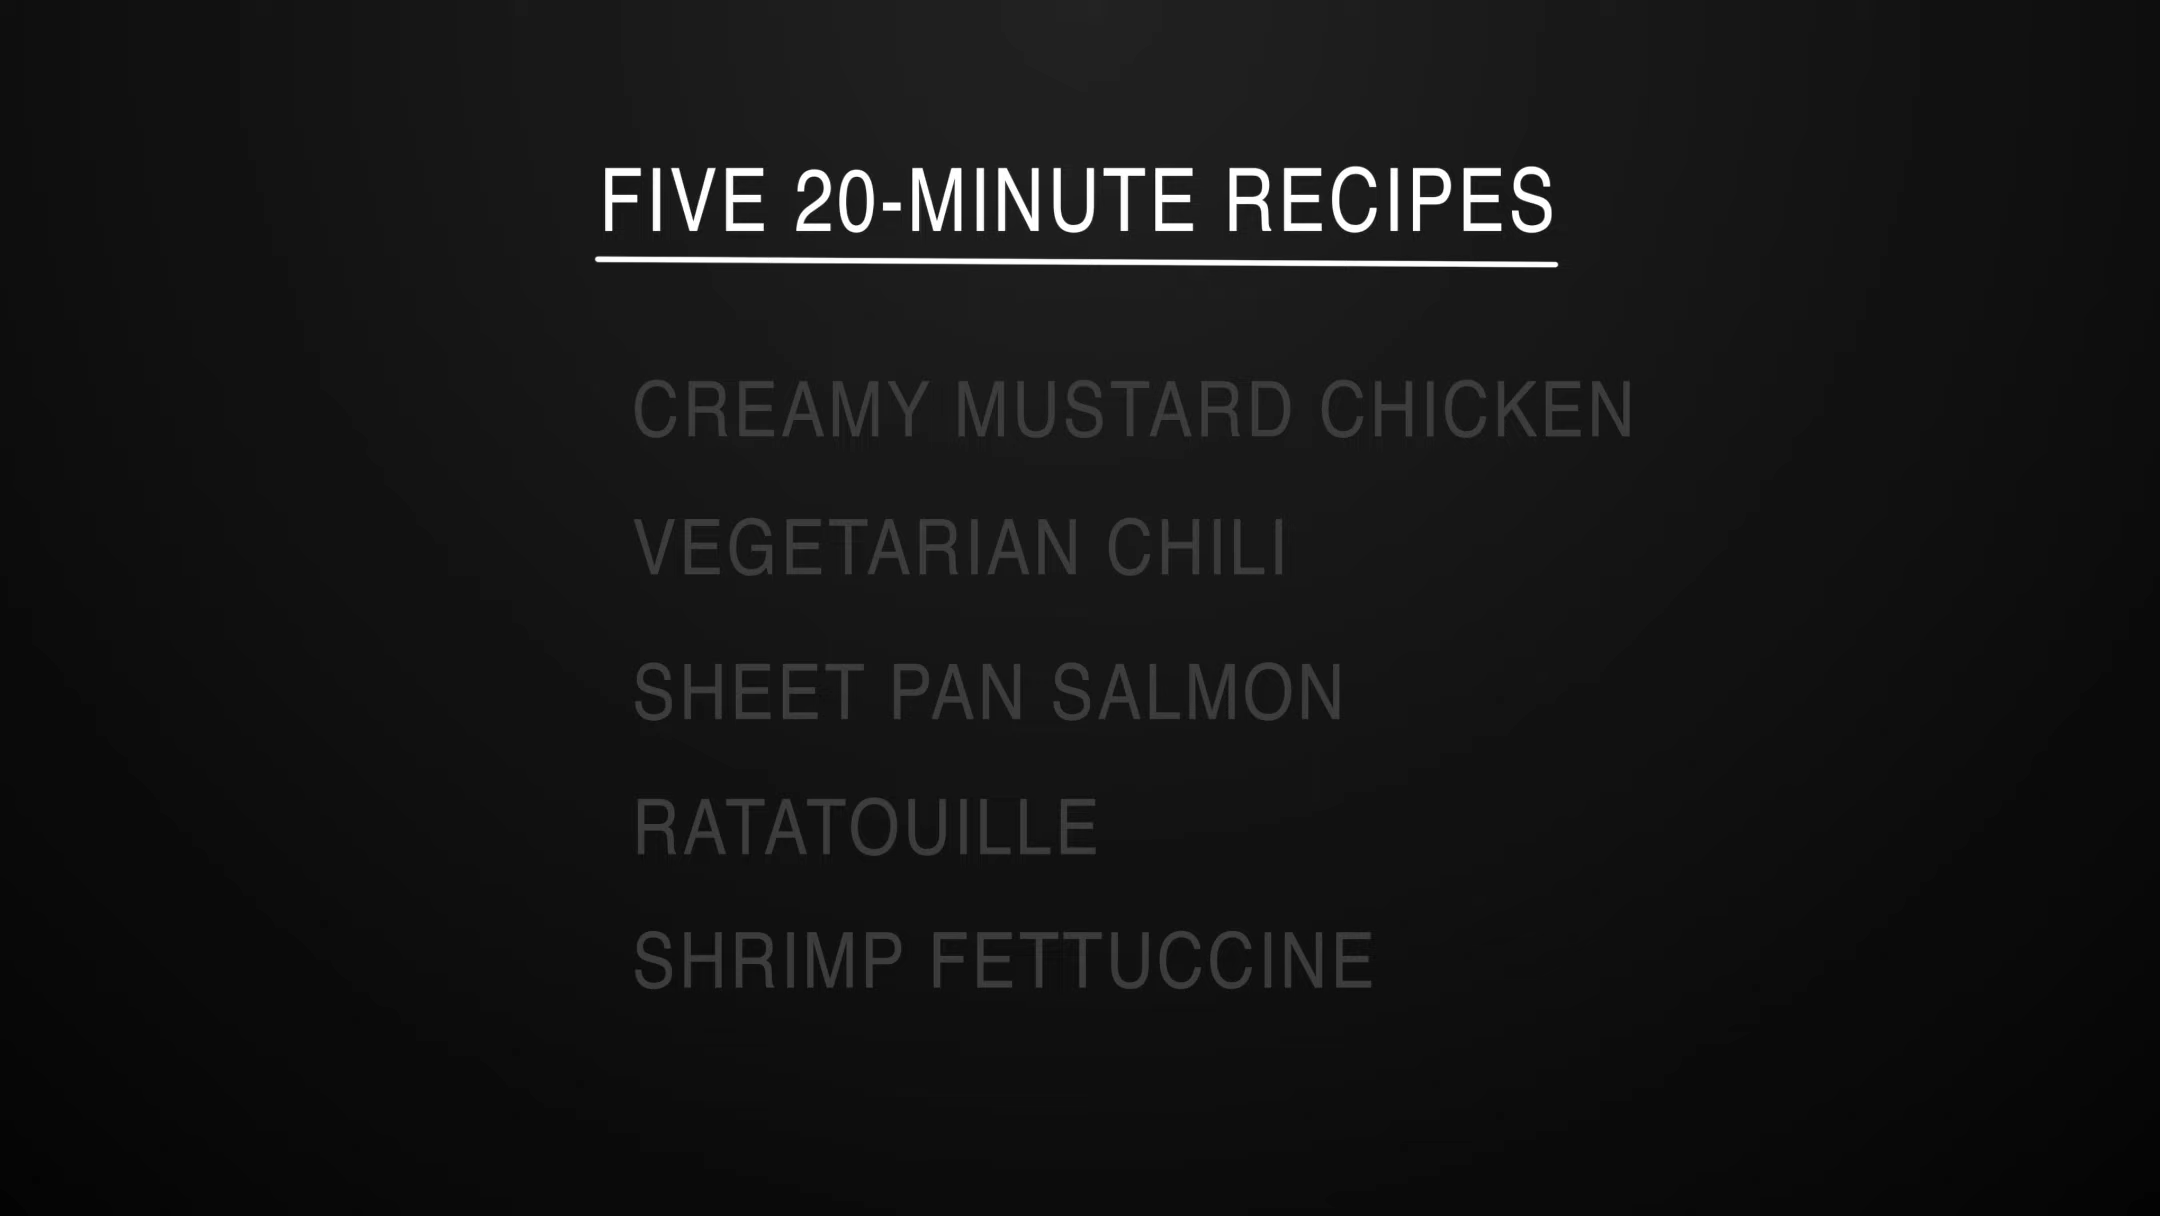 FIVE 20-MINUTE RECIPES
CREAMY MUSTARD CHICKEN
VEGETARIAN CHILI
SHEET PAN SALMON
RATATOUILLE
SHRIMP FETTUCCINE